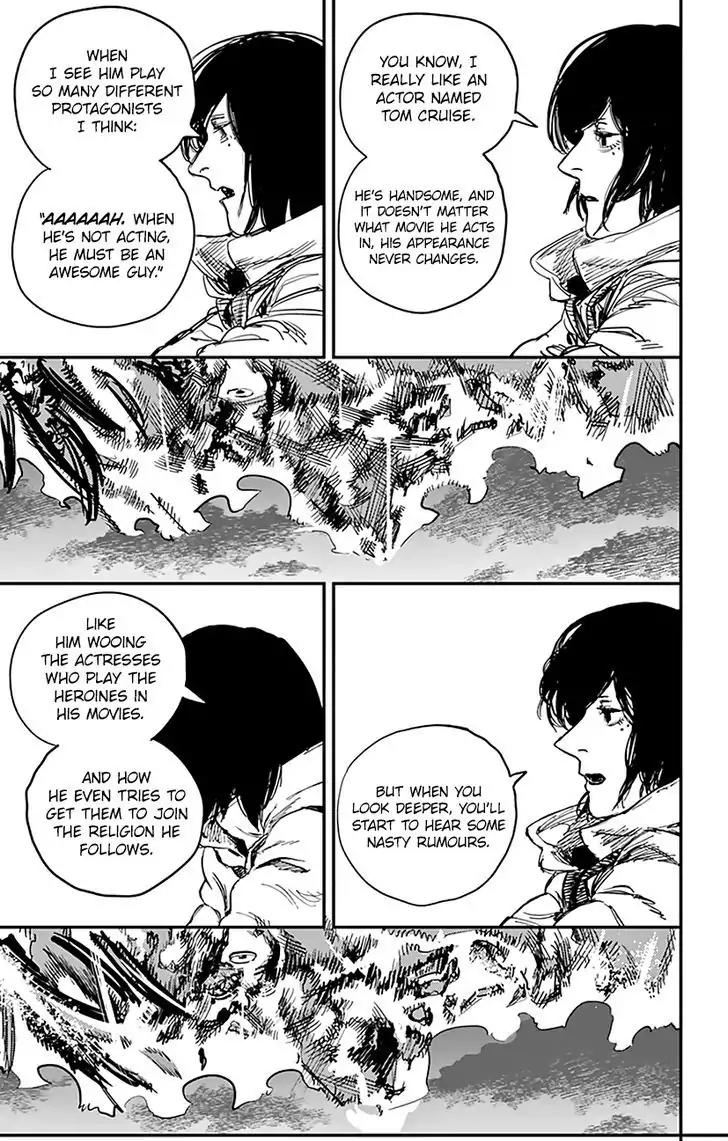 YOU KNOW, I
REALLY LIKE AN
ACTOR NAMED
TOM CRUISE.
HE'S HANDSOME, AND
IT DOESN'T MATTER
WHAT MOVIE HE ACTS
IN, HIS APPEARANCE
NEVER CHANGES.
WHEN
I SEE HIM PLAY
SO MANY DIFFERENT
PROTAGONISTS
I THINK:
"AAAAAAH. WHEN
HE'S NOT ACTING,
HE MUST BE AN
AWESOME GUY."
BUT WHEN YOU
LOOK DEEPER, YOU'LL
START TO HEAR SOME
NASTY RUMOURS.
LIKE
HIM WOOING
THE ACTRESSES
WHO PLAY THE
HEROINES IN
HIS MOVIES.
AND HOW
HE EVEN TRIES TO
GET THEM TO JOIN
THE RELIGION HE
FOLLOWS.